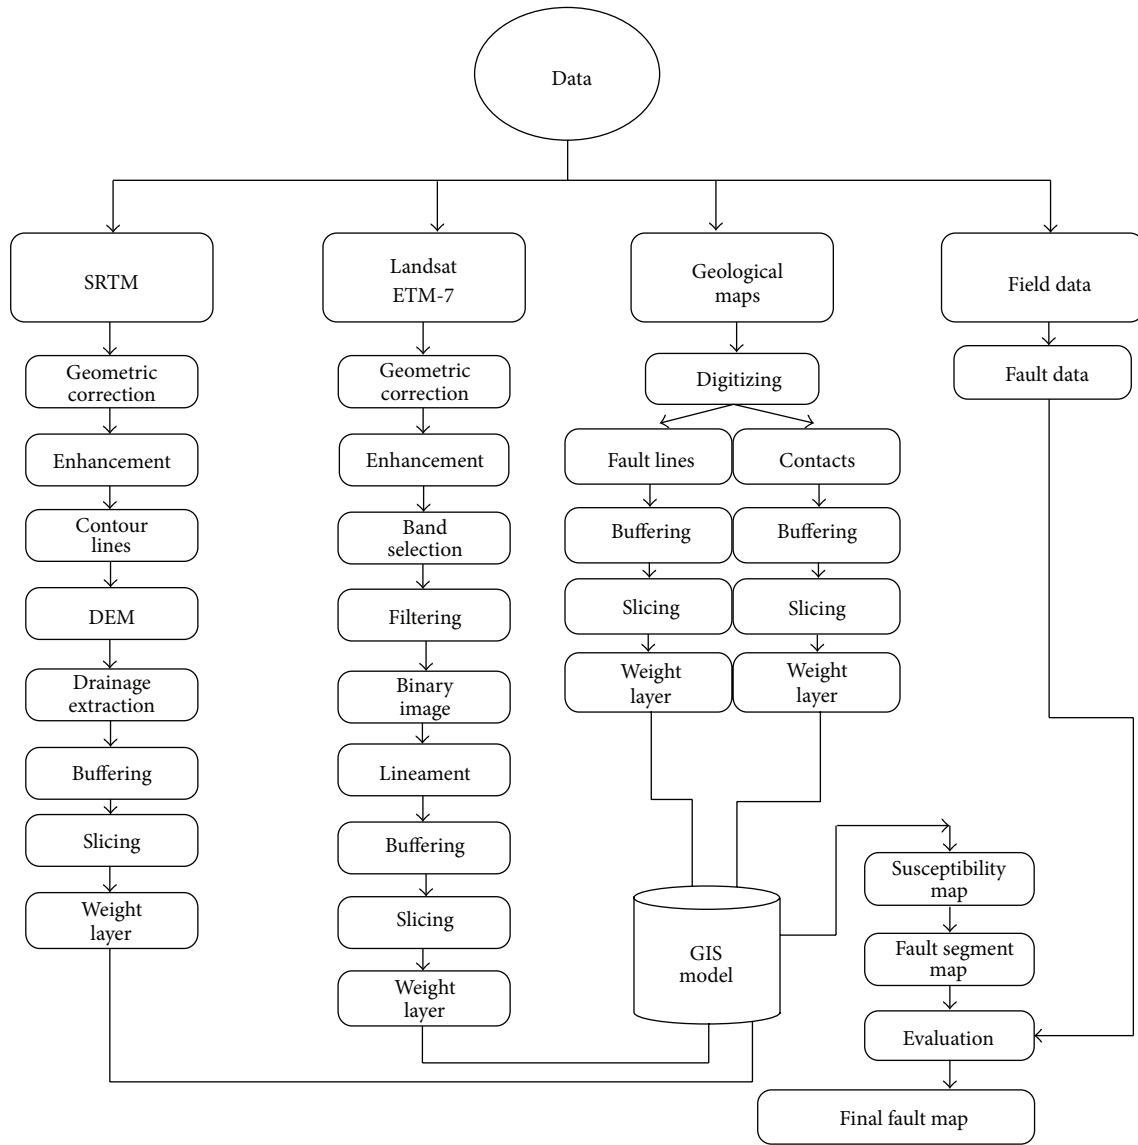 Data
SRTM
Landsat
ETM-7
Geological
maps
Field data
Geometric
correction
Enhancement
Contour
lines
DEM
Drainage
extraction
Buffering
Slicing
Weight
layer
Geometric
correction
Enhancement
Band
selection
Filtering
Binary
image
Lineament
Buffering
Slicing
Weight
layer
Digitizing
Fault lines
Buffering
Slicing
Weight
layer
Contacts
Buffering
Slicing
Weight
layer
Fault data
GIS
model
Susceptibility
map
Fault segment
map
Evaluation
Final fault map